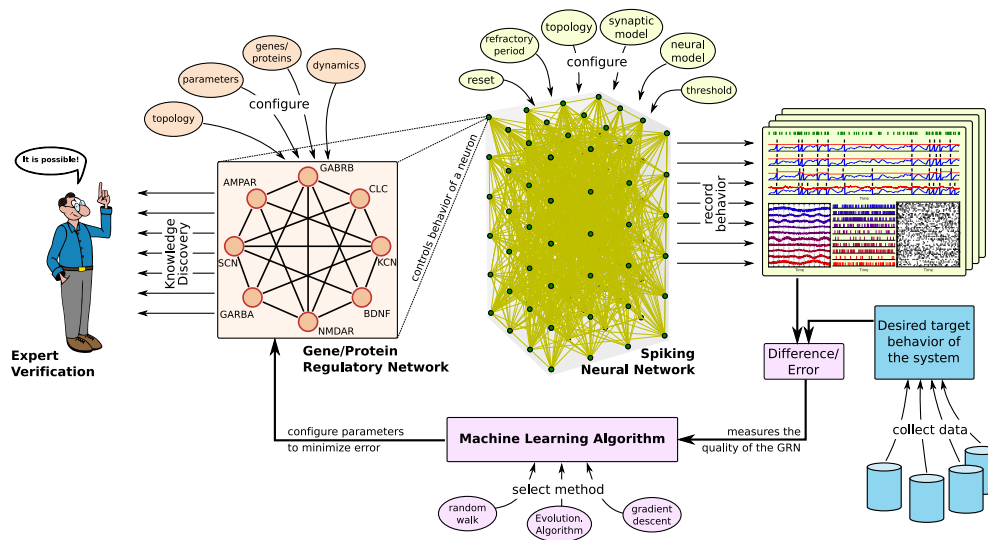 genes/
proteins
parameters
dynamics
configure
topology
topology
synaptic
model
refractory
period
neural
model
configure
reset
threshold
It is possible!
GABRB
AMPAR
CLC
SCN
KCN
GARBA
BDNF
NMDAR
Knowledge
Discovery
controls behavior of a neuron
record
behavior
Time
Time
Time
Time
Expert
Verification
Gene/Protein
Regulatory Network
Spiking
Neural Network
Difference/
Error
Desired target
behavior of
the system
collect data
configure parameters
to minimize error
Machine Learning Algorithm
measures the
quality of the GRN
select method
random
walk
Evolution.
Algorithm
gradient
descent